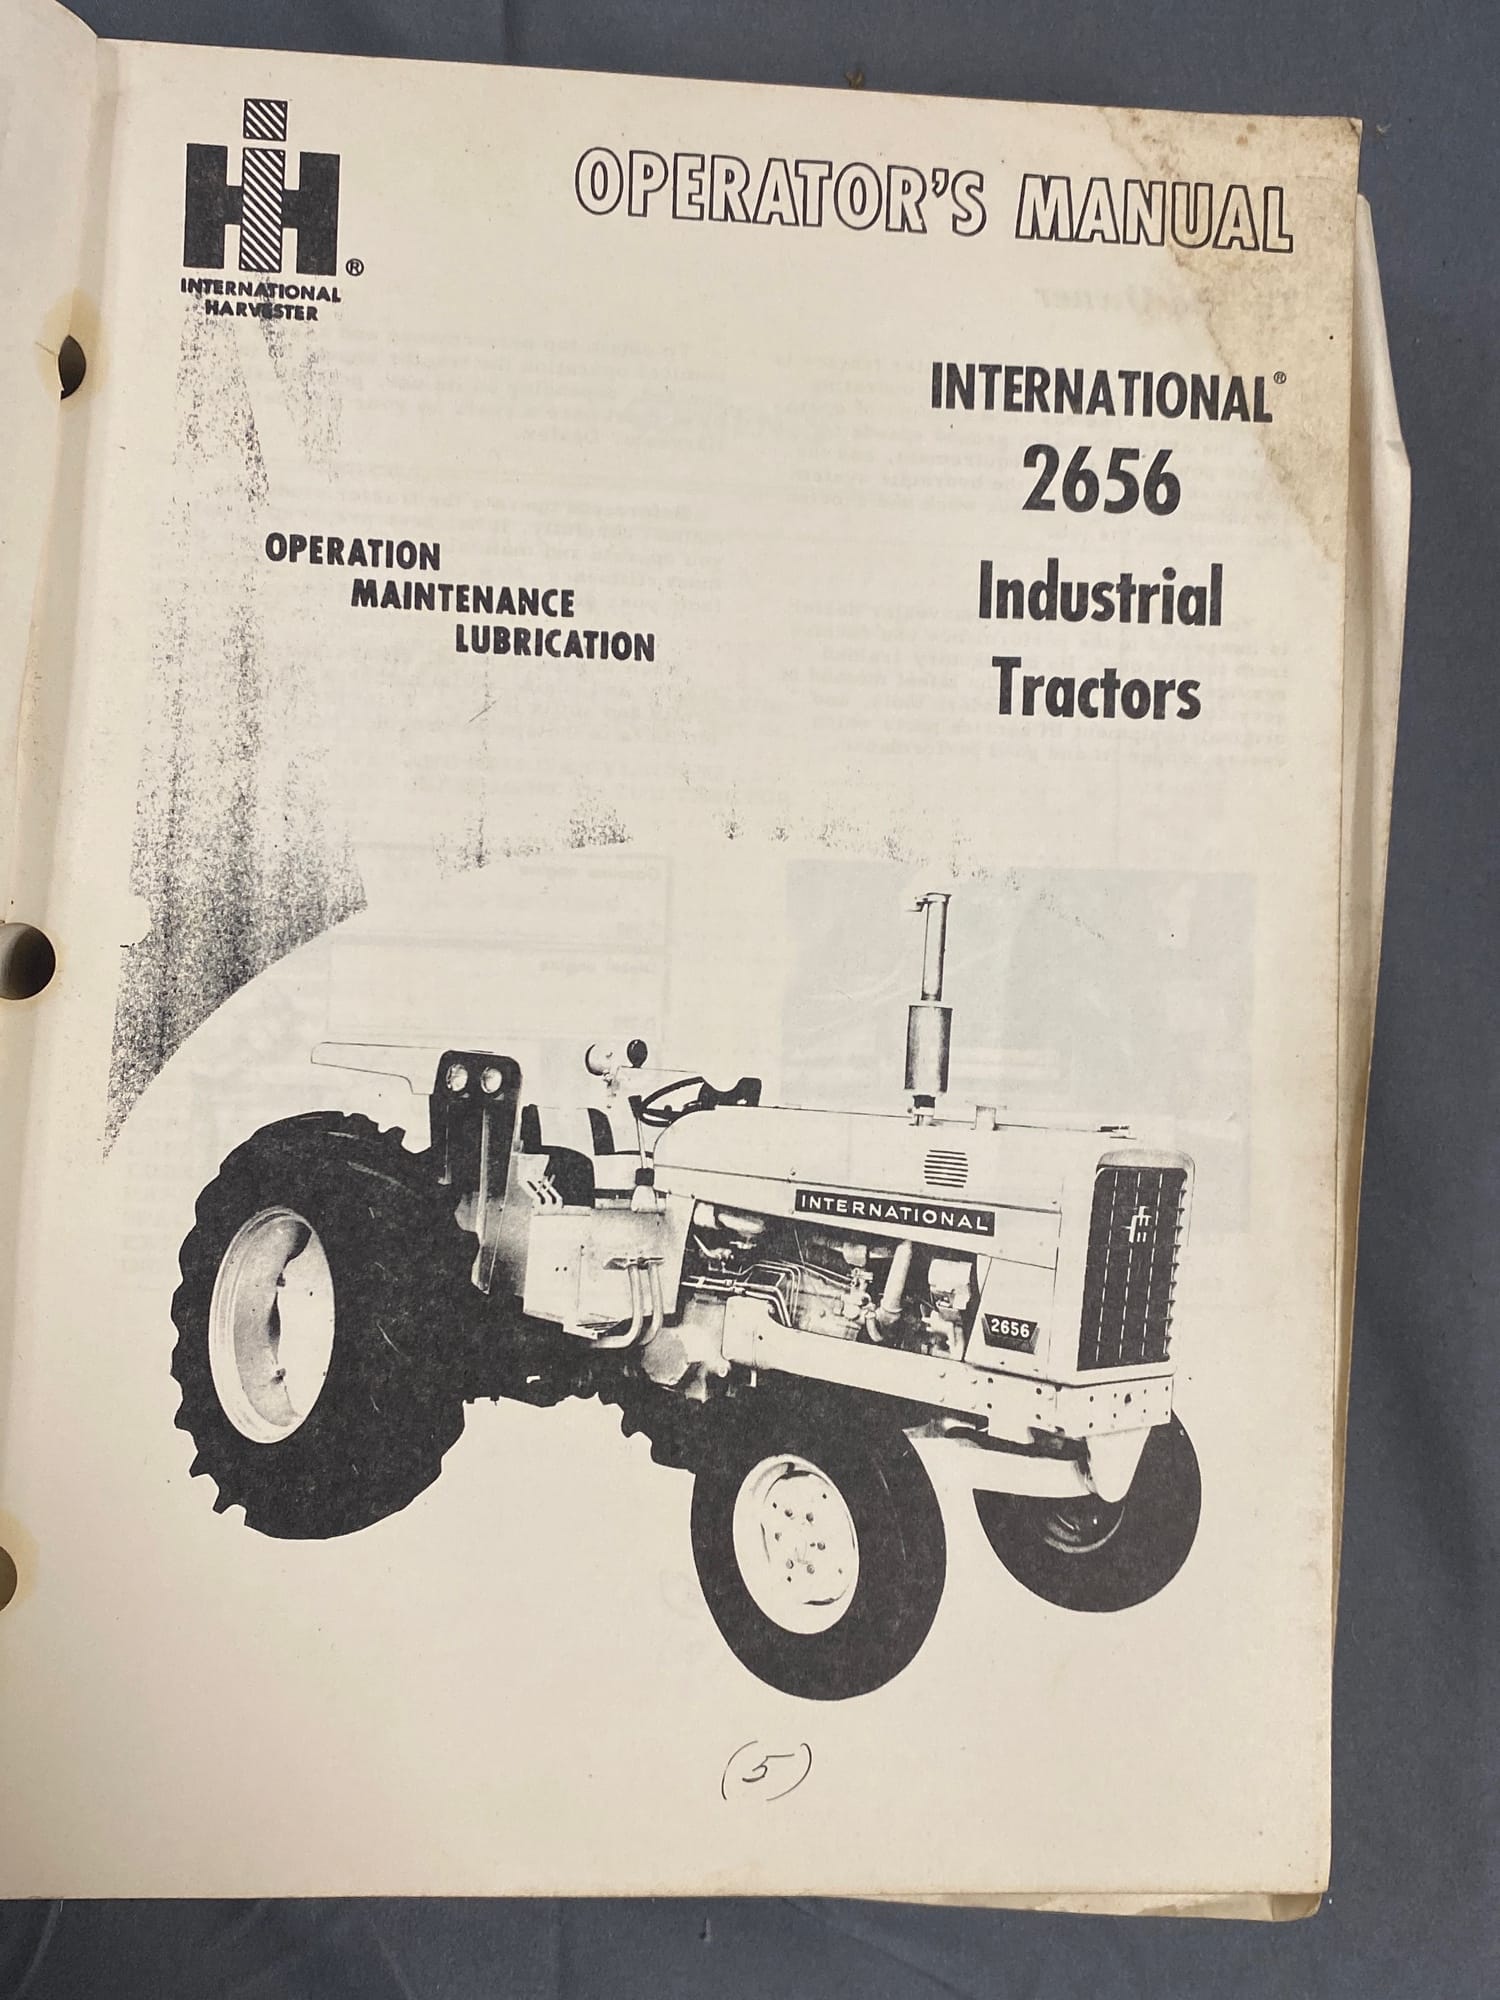 ®
INTERNATIONAL
HARVESTER
OPERATOR'S MANUAL
INTERNATIONAL®
2656
Industrial
Tractors
OPERATION
MAINTENANCE
LUBRICATION
INTERNATIONAL
2656
(5)